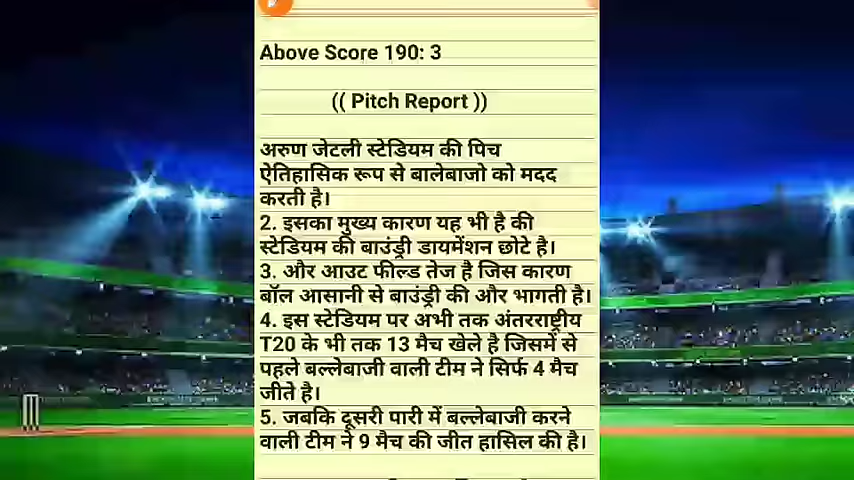 Above Score 190: 3
(( Pitch Report ))
अरुण जेटली स्टेडियम की पिच
ऐतिहासिक रूप से बालेबाजो को मदद
करती है।
2. इसका मुख्य कारण यह भी है की
स्टेडियम की बाउंड्री डायमेंशन छोटे है।
3. और आउट फील्ड तेज है जिस कारण
बॉल आसानी से बाउंड्री की और भागती है।
4. इस स्टेडियम पर अभी तक अंतरराष्ट्रीय
T20 के भी तक 13 मैच खेले है जिसमें से
पहले बल्लेबाजी वाली टीम ने सिर्फ 4 मैच
जीते है।
5. जबकि दूसरी पारी में बल्लेबाजी करने
वाली टीम ने 9 मैच की जीत हासिल की है।